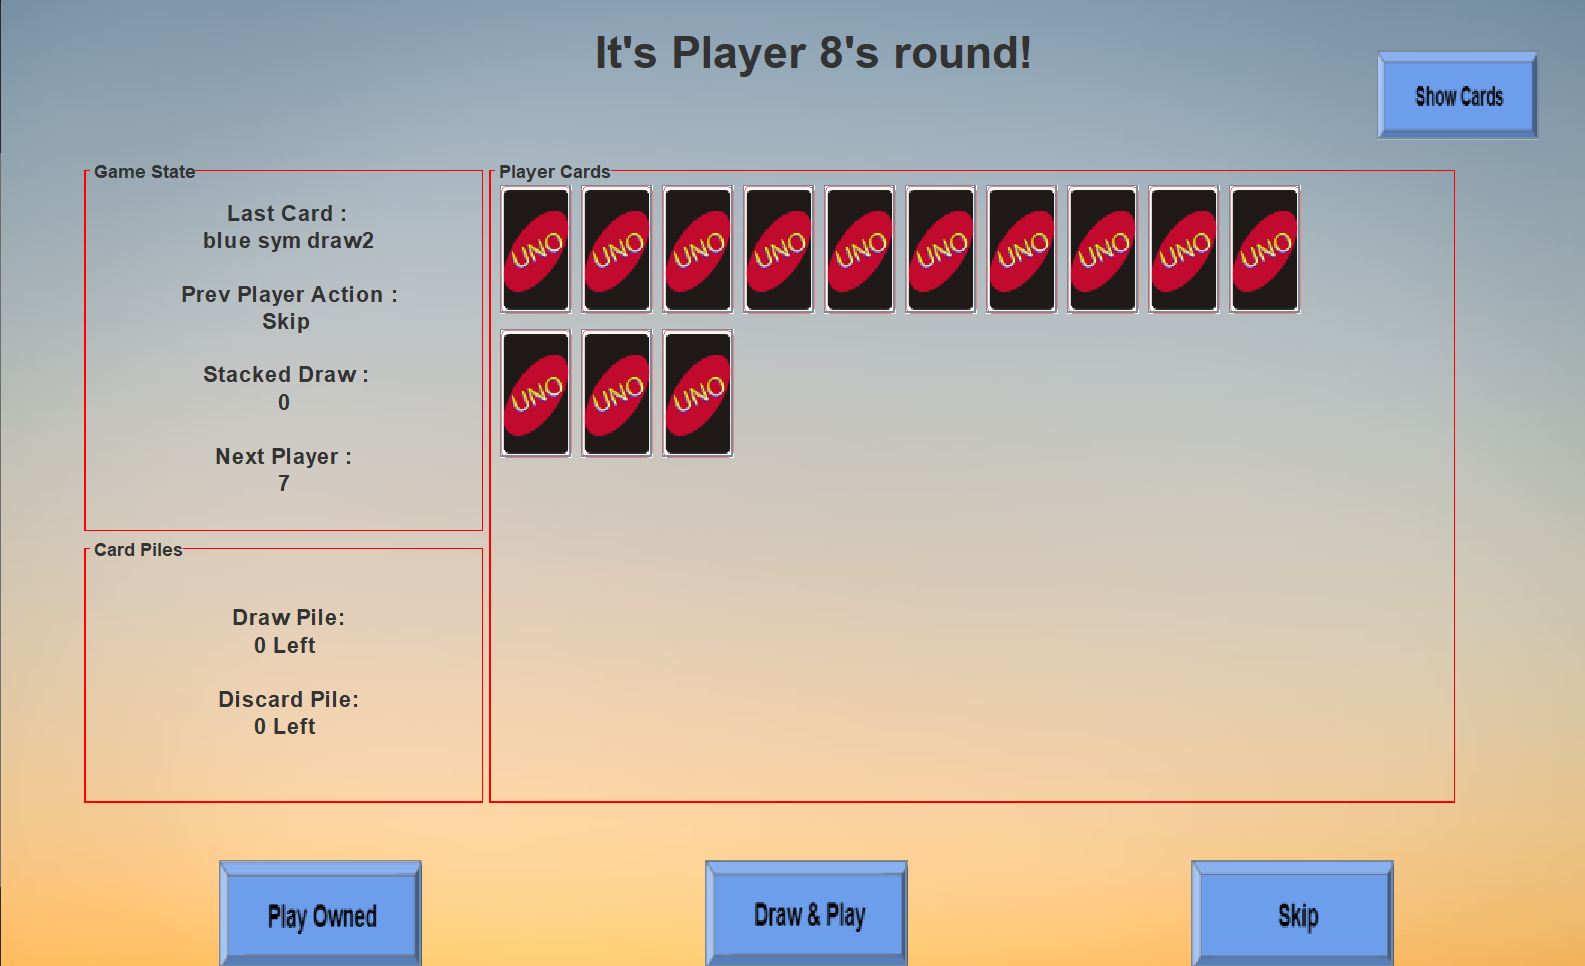 It's Player 8's round!
Show Cards
Game State
Last Card :
blue sym draw2
Prev Player Action :
Skip
Stacked Draw :
0
Next Player :
7
Card Piles
Draw Pile:
0 Left
Discard Pile:
0 Left
Player Cards
UNO UNO UNO UNO UNO UNO UNO UNO UNO UNO
UNO UNO UNO
Play Owned
Draw & Play
Skip